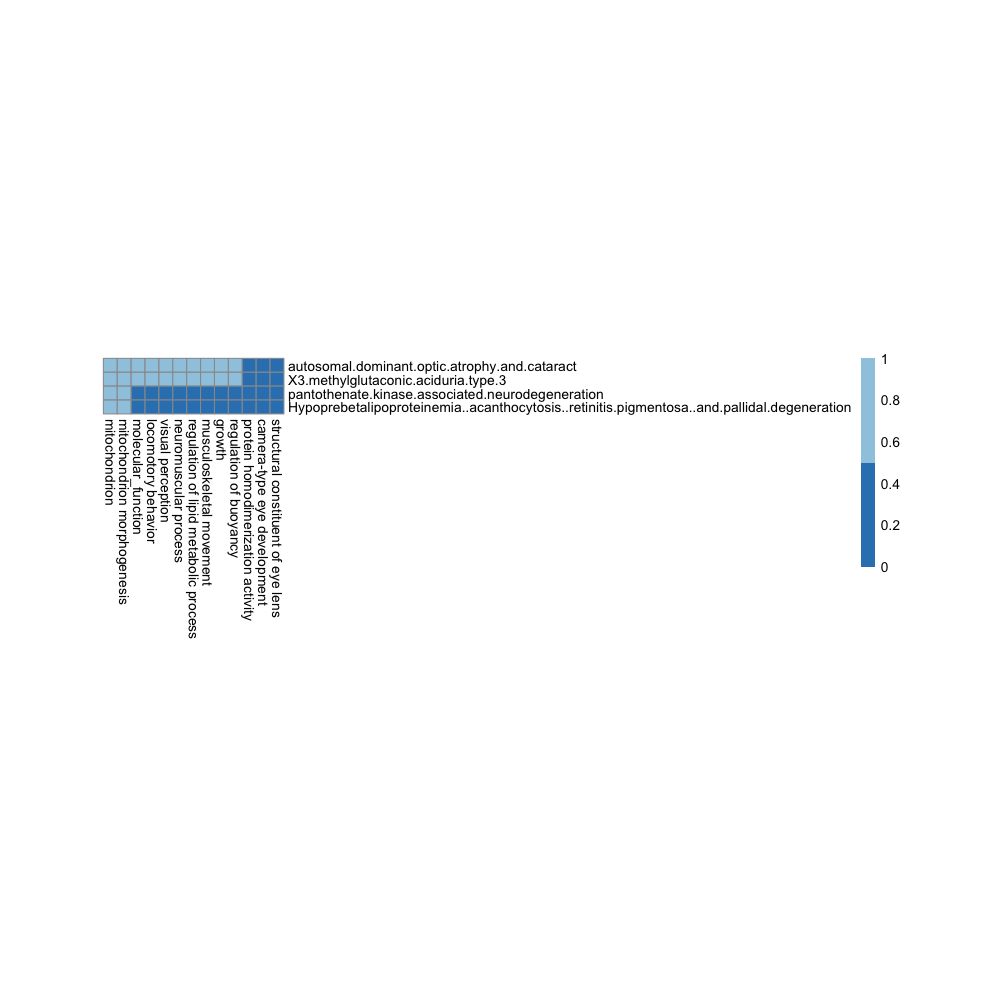 autosomal.dominant.optic.atrophy.and.cataract
X3.methylglutaconic.aciduria.type.3
pantothenate.kinase.associated.neurodegeneration
Hypoprebetalipoproteinemia..acanthocytosis..retinitis.pigmentosa..and.pallidal.degeneration
mitochondrion
mitochondrion morphogenesis
molecular_function
locomotory behavior
visual perception
neuromuscular process
regulation of lipid metabolic process
musculoskeletal movement
growth
regulation of buoyancy
protein homodimerization activity
camera-type eye development
structural constituent of eye lens
1
0.8
0.6
0.4
0.2
0